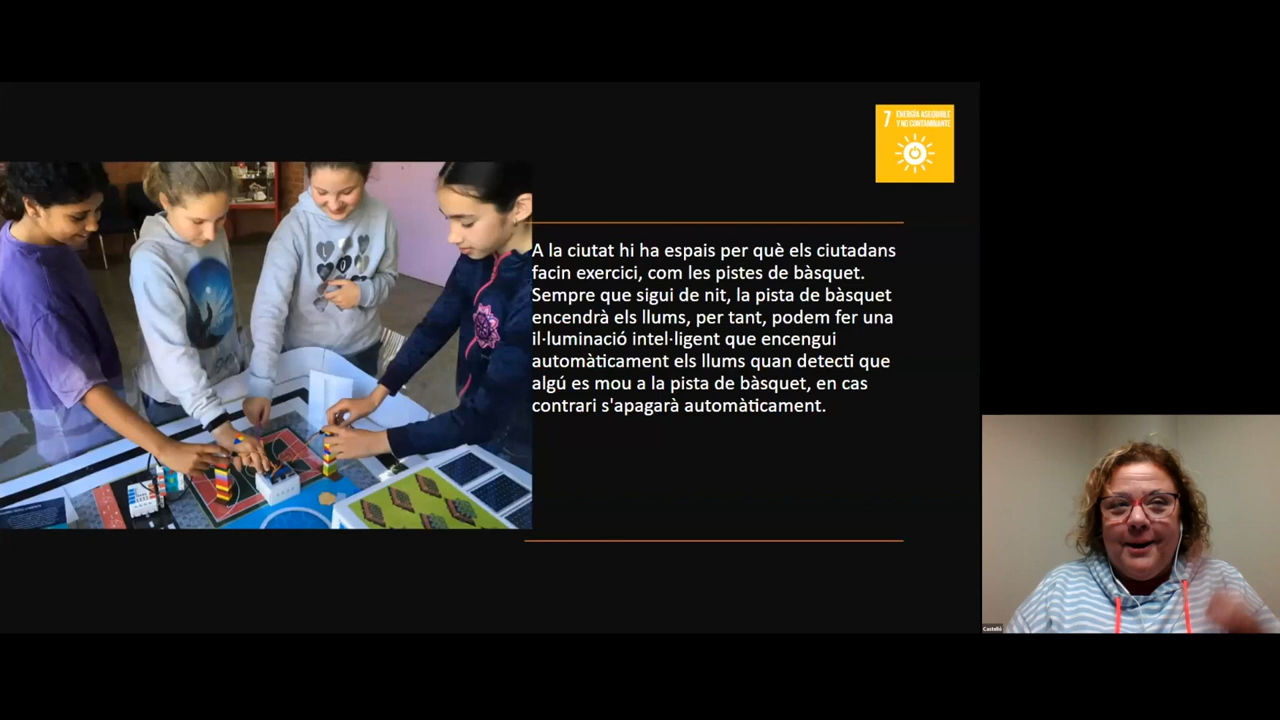 7 ENERGÍA ASEQUIBLE
Y NO CONTAMINANTE
A la ciutat hi ha espais per què els ciutadans
facin exercici, com les pistes de bàsquet.
Sempre que sigui de nit, la pista de bàsquet
encendrà els llums, per tant, podem fer una
il·luminació intel·ligent que encengui
automàticament els llums quan detecti que
algú es mou a la pista de bàsquet, en cas
contrari s'apagarà automàticament.
Castelló